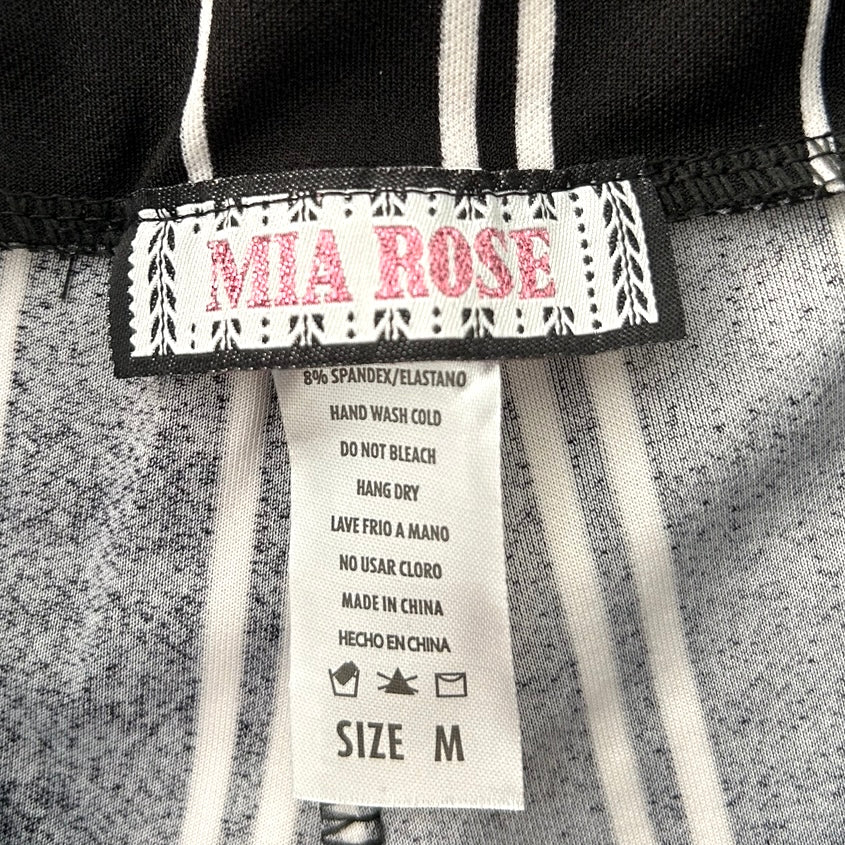 MIA ROSE
8% SPANDEX/ELASTANO
HAND WASH COLD
DO NOT BLEACH
HANG DRY
LAVE FRIO A MANO
NO USAR CLORO
MADE IN CHINA
HECHO EN CHINA
SIZE M